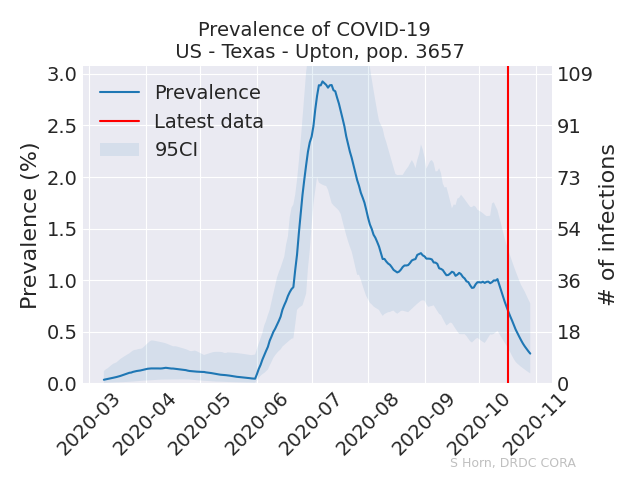 Prevalence of COVID-19
US - Texas - Upton, pop. 3657
Prevalence (%)
3.0
2.5
2.0
1.5
1.0
0.5
0.0
Prevalence
Latest data
95CI
109
91
73
54
36
18
0
# of infections
2020-03
2020-04
2020-05
2020-06
2020-07
2020-08
2020-09
2020-10
2020-11
S Horn, DRDC CORA